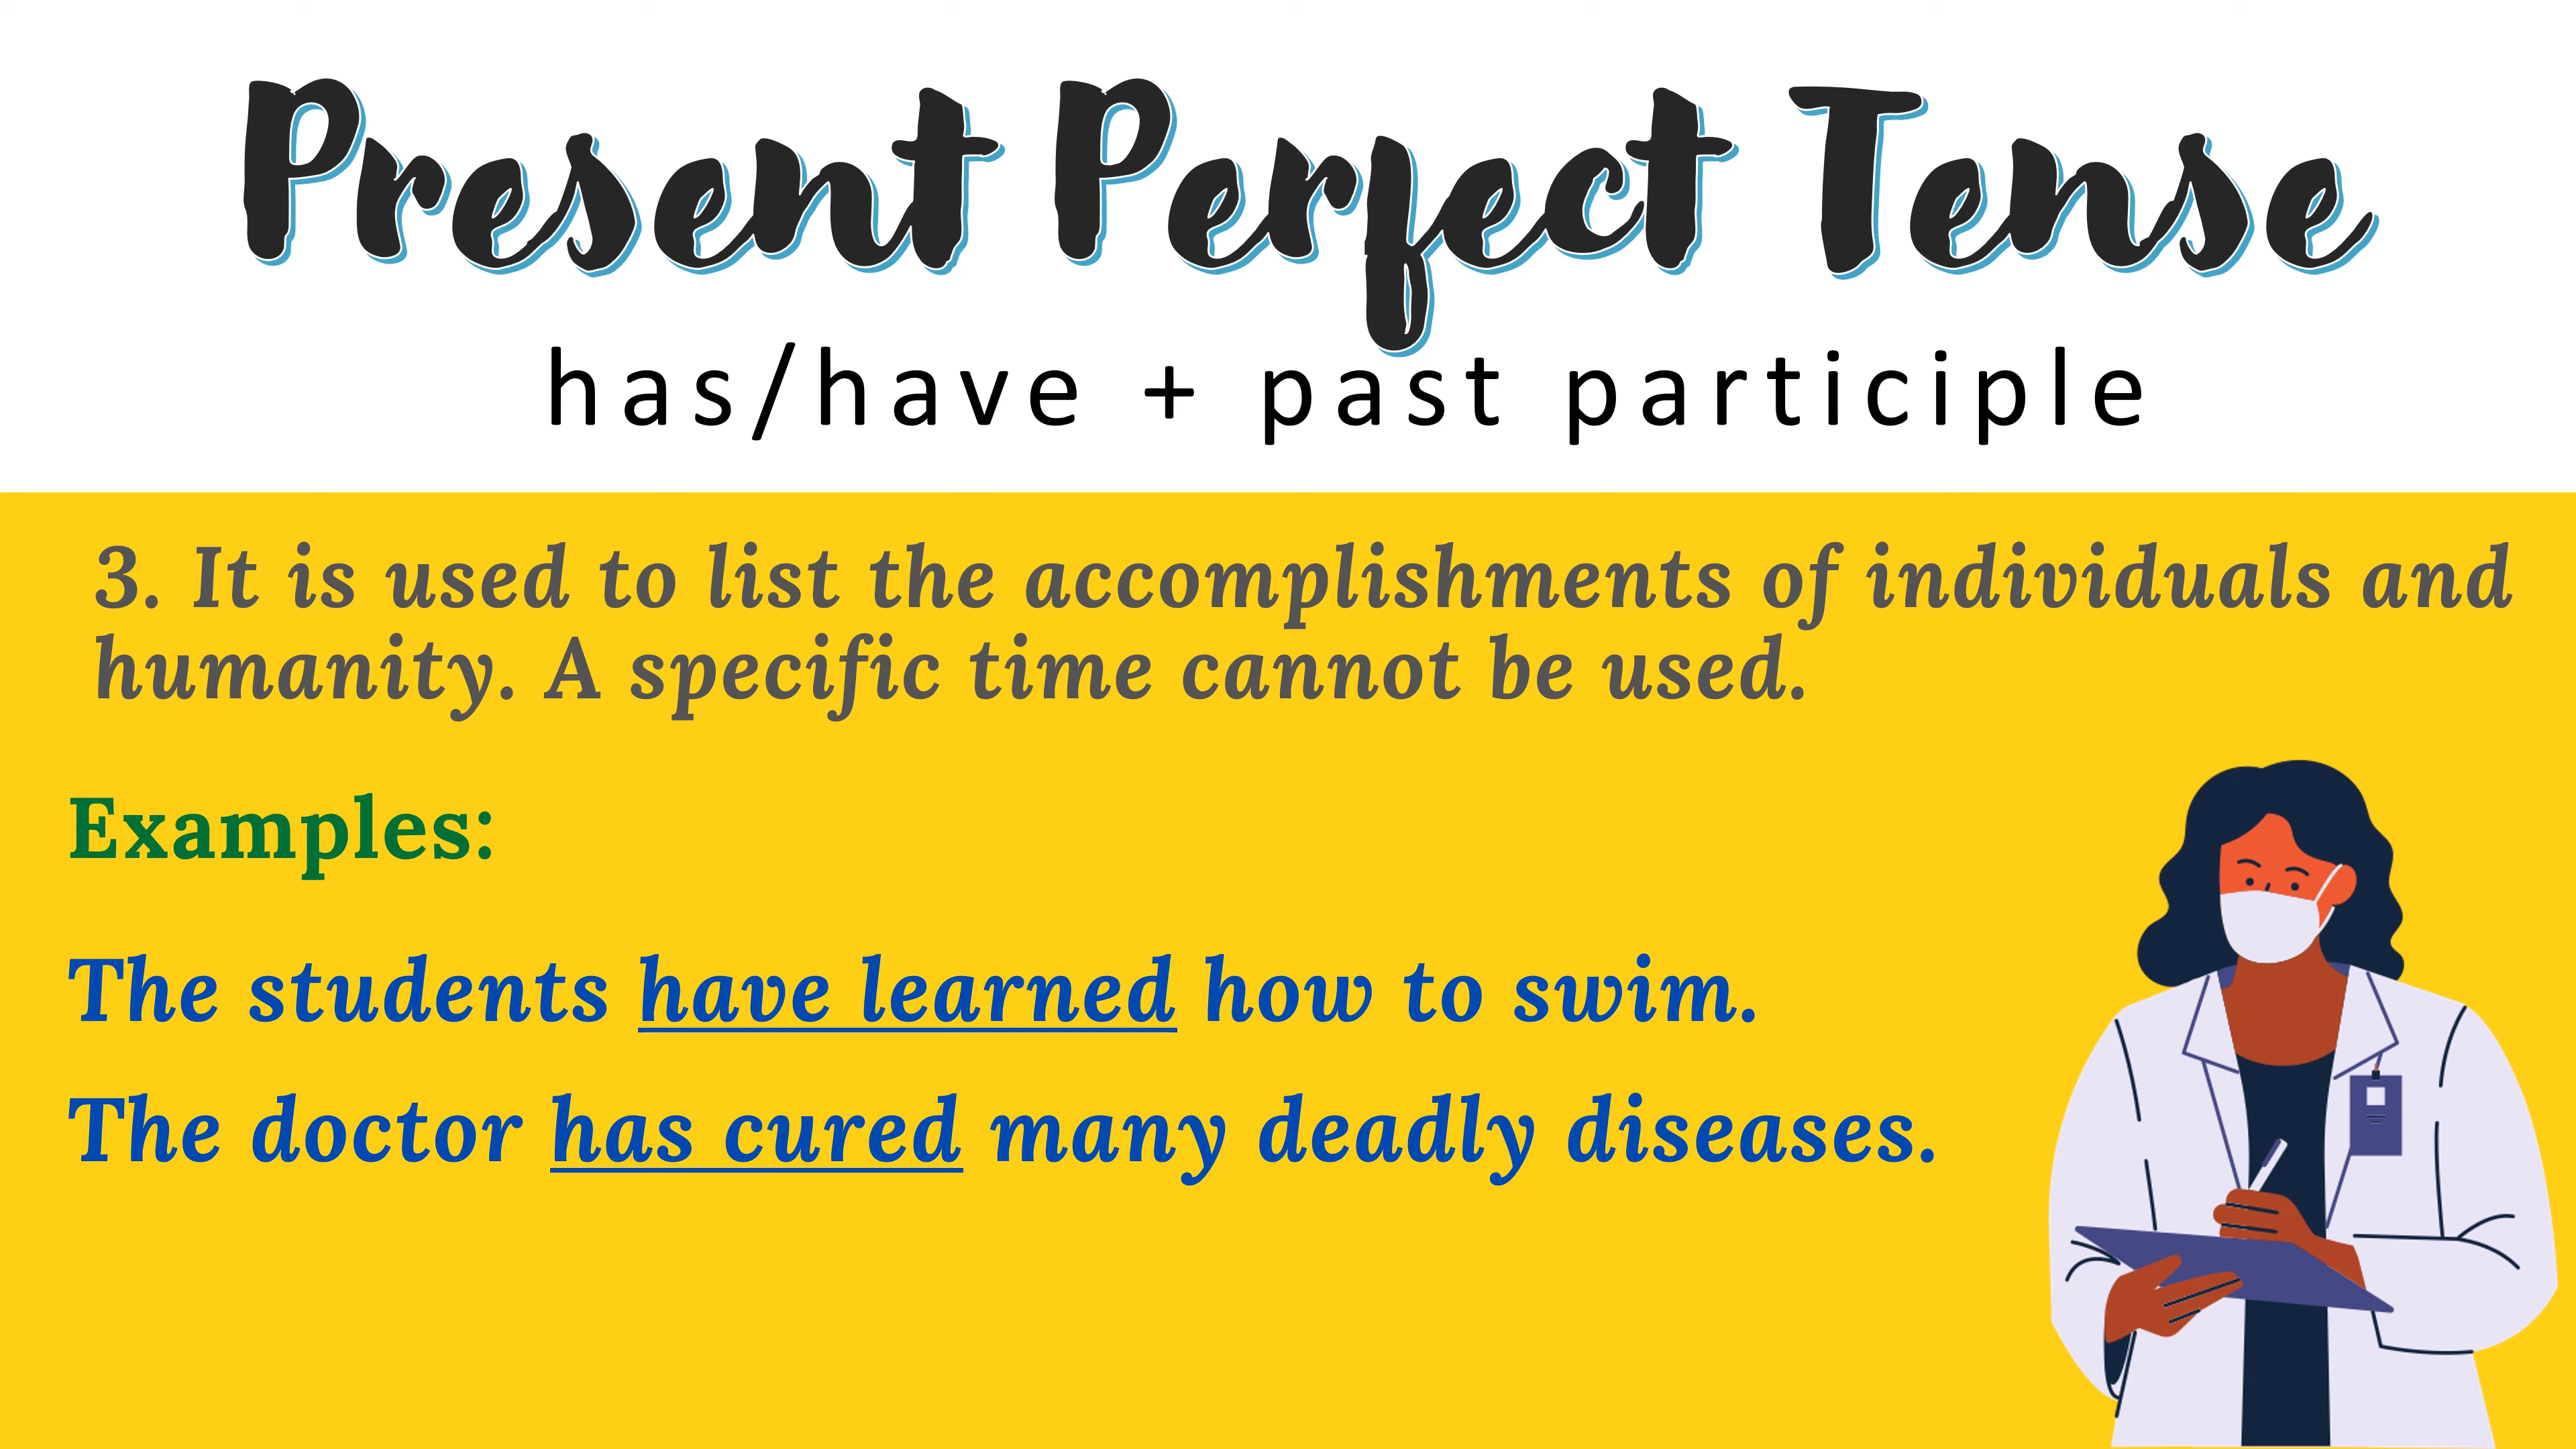 Present Perfect Tense
has/have + past participle
3. It is used to list the accomplishments of individuals and
humanity. A specific time cannot be used.
Examples:
The students have learned how to swim.
The doctor has cured many deadly diseases.